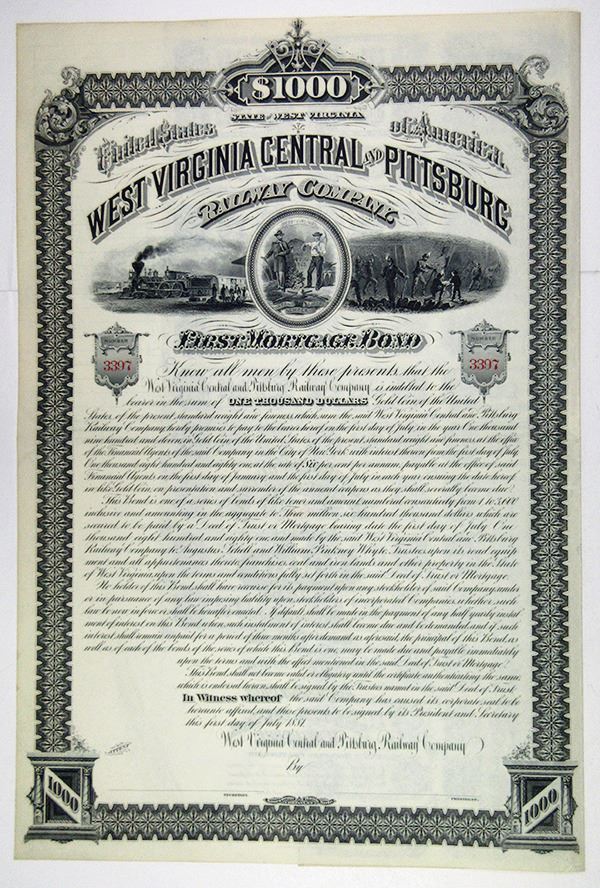 $1000
STATE OF WEST VIRGINIA
United States of America,
WEST VIRGINIA CENTRAL AND PITTSBURG
RAILWAY COMPANY
FIRST MORTGAGE BOND
NUMBER NUMBER
3397 3397
Know all men by these presents, that the
West Virginia Central and Pittsburg Railway Company is indebted to the
bearer in the sum of ONE THOUSAND DOLLARS Gold Coin of the United
States, of the present standard weight and fineness, which sum the said West Virginia Central and Pittsburg
Railway Company hereby promises to pay to the bearer hereof on the first day of July in the year One thousand
nine hundred and eleven, in Gold Coin of the United States of the present standard weight and fineness, at the office
of the Financial Agents of the said Company in the City of New York with interest thereon from the first day of July
One thousand eight hundred and eighty one, at the rate of Six per cent per annum, payable at the office of said
Financial Agents on the first day of January and the first day of July in each year ensuing the date hereof
in like Gold Coin, on presentation and surrender of the annexed coupons as they shall severally become due.
This Bond is one of a series of bonds of like tenor and amount, numbered consecutively from 1 to
inclusive and amounting in the aggregate to Three million, six hundred thousand dollars which are
secured to be paid by a Deed of Trust or Mortgage bearing date the first day of July One
thousand eight hundred and eighty one and made by the said West Virginia Central and Pittsburg
Railway Company to Augustus Schell and William Pinkney Whyte, Trustees, upon its road equip-
ment and all appurtenances thereto, franchises, coal and iron lands and other property in the State
of West Virginia, upon the terms and conditions fully set forth in the said Deed of Trust or Mortgage.
No holder of this Bond shall have recourse for its payment upon any stockholder of said Company, under
or in pursuance of any law imposing liability upon stockholders of incorporated Companies, whether such
law be now in force or shall be hereafter enacted. If default shall be made in the payment of any half yearly instal-
ment of interest on this Bond when such instalment of interest shall become due and be demanded, and if such
interest shall remain unpaid for a period of three months after demand as aforesaid, the principal of this Bond, as
well as of each of the bonds of the series of which this Bond is one, may be made due and payable immediately
upon the terms and with the effect mentioned in the said Deed of Trust or Mortgage.
This Bond shall not become valid or obligatory until the certificate authenticating the same
which is endorsed hereon, shall be signed by the Trustees named in the said Deed of Trust.
In Witness whereof the said Company has caused its corporate seal to be
hereunto affixed, and these presents to be signed by its President and Secretary
this first day of July 1881.
West Virginia Central and Pittsburg Railway Company
By
SECRETARY. PRESIDENT.
1000 1000